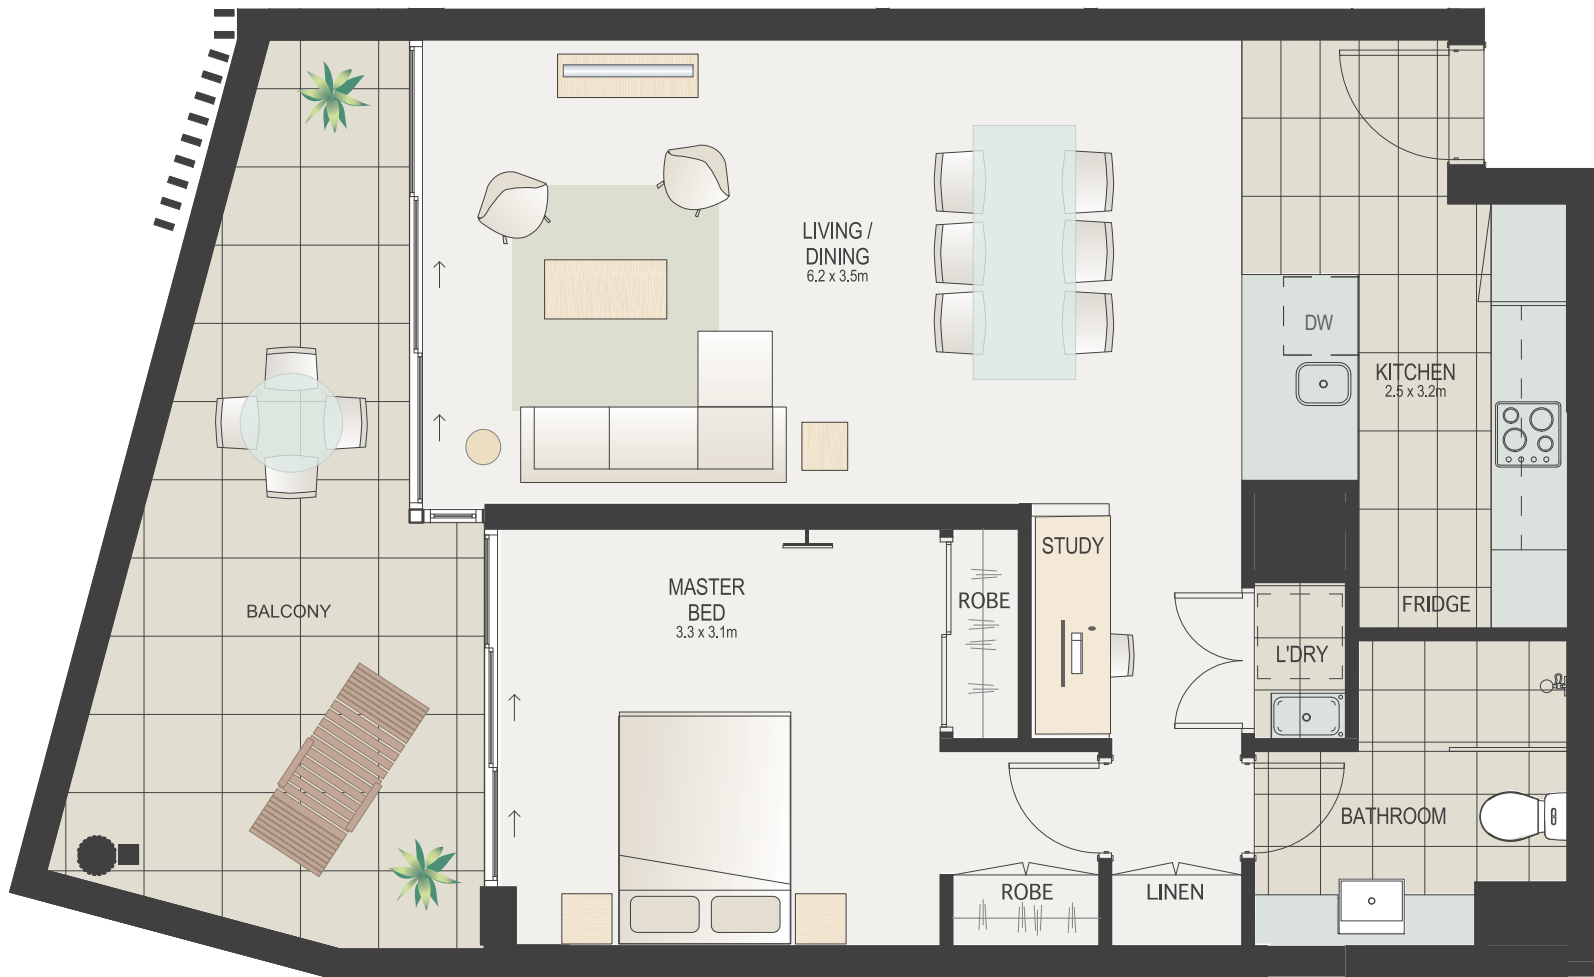 LIVING /
DINING
6.2 x 3.5m
DW
KITCHEN
2.5 x 3.2m
STUDY
MASTER
BED
3.3 x 3.1m
ROBE
BALCONY
FRIDGE
L'DRY
BATHROOM
ROBE
LINEN